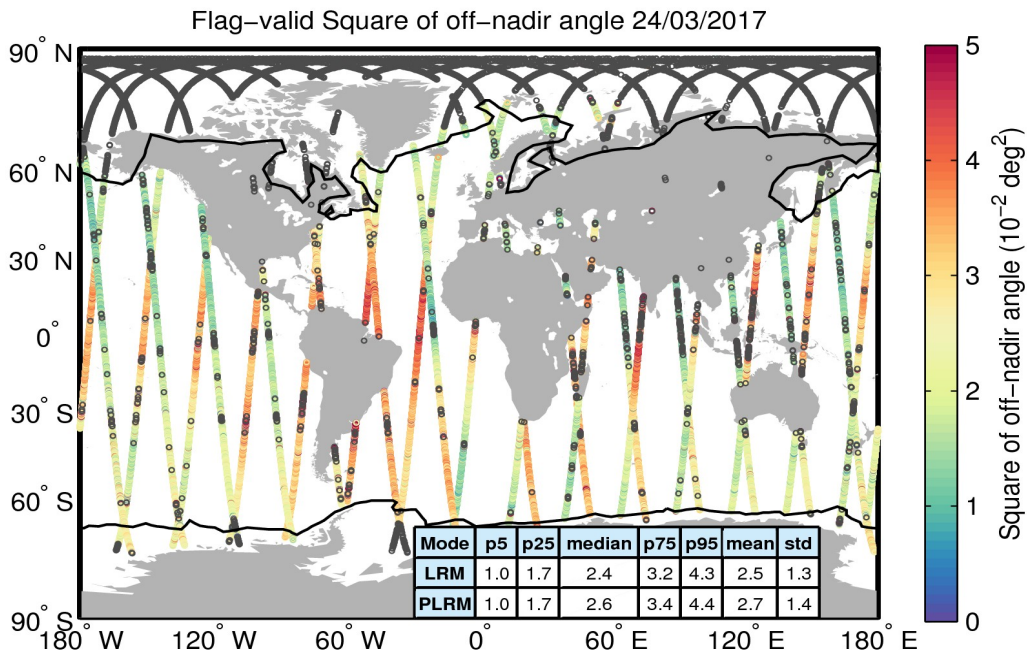 Flag−valid Square of off−nadir angle 24/03/2017
90° N
60° N
30° N
0°
30° S
60° S
90° S
180° W 120° W 60° W 0° 60° E 120° E 180° E
Mode p5 p25 median p75 p95 mean std
LRM 1.0 1.7 2.4 3.2 4.3 2.5 1.3
PLRM 1.0 1.7 2.6 3.4 4.4 2.7 1.4
5
4
3
2
1
0
Square of off−nadir angle (10⁻² deg²)